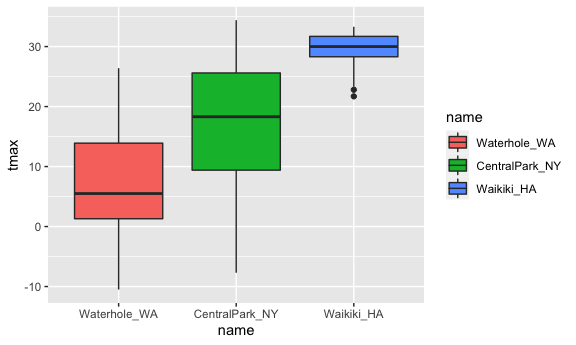 tmax
30
20
10
0
-10
Waterhole_WA CentralPark_NY Waikiki_HA
name
name
Waterhole_WA
CentralPark_NY
Waikiki_HA